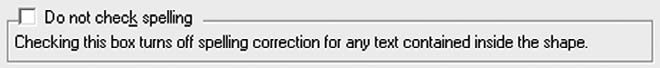 Do not check spelling
Checking this box turns off spelling correction for any text contained inside the shape.